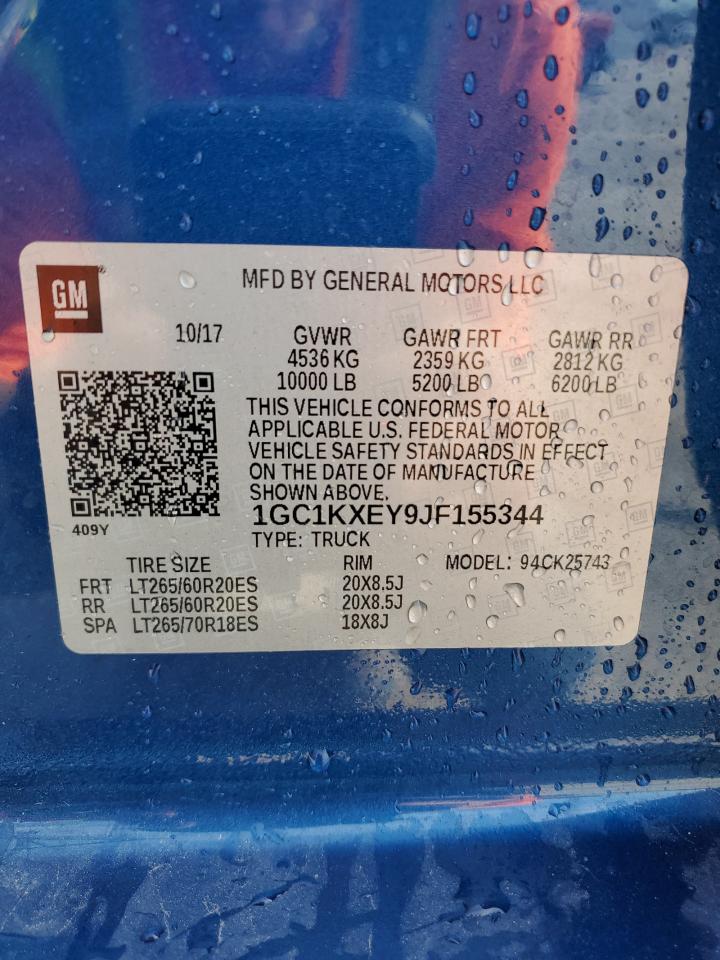 GM
MFD BY GENERAL MOTORS LLC
10/17 GVWR GAWR FRT GAWR RR
4536 KG 2359 KG 2812 KG
10000 LB 5200 LB 6200 LB
THIS VEHICLE CONFORMS TO ALL
APPLICABLE U.S. FEDERAL MOTOR
VEHICLE SAFETY STANDARDS IN EFFECT
ON THE DATE OF MANUFACTURE
SHOWN ABOVE.
409Y
1GC1KXEY9JF155344
TYPE: TRUCK
TIRE SIZE RIM MODEL: 94CK25743
FRT LT265/60R20ES 20X8.5J
RR LT265/60R20ES 20X8.5J
SPA LT265/70R18ES 18X8J